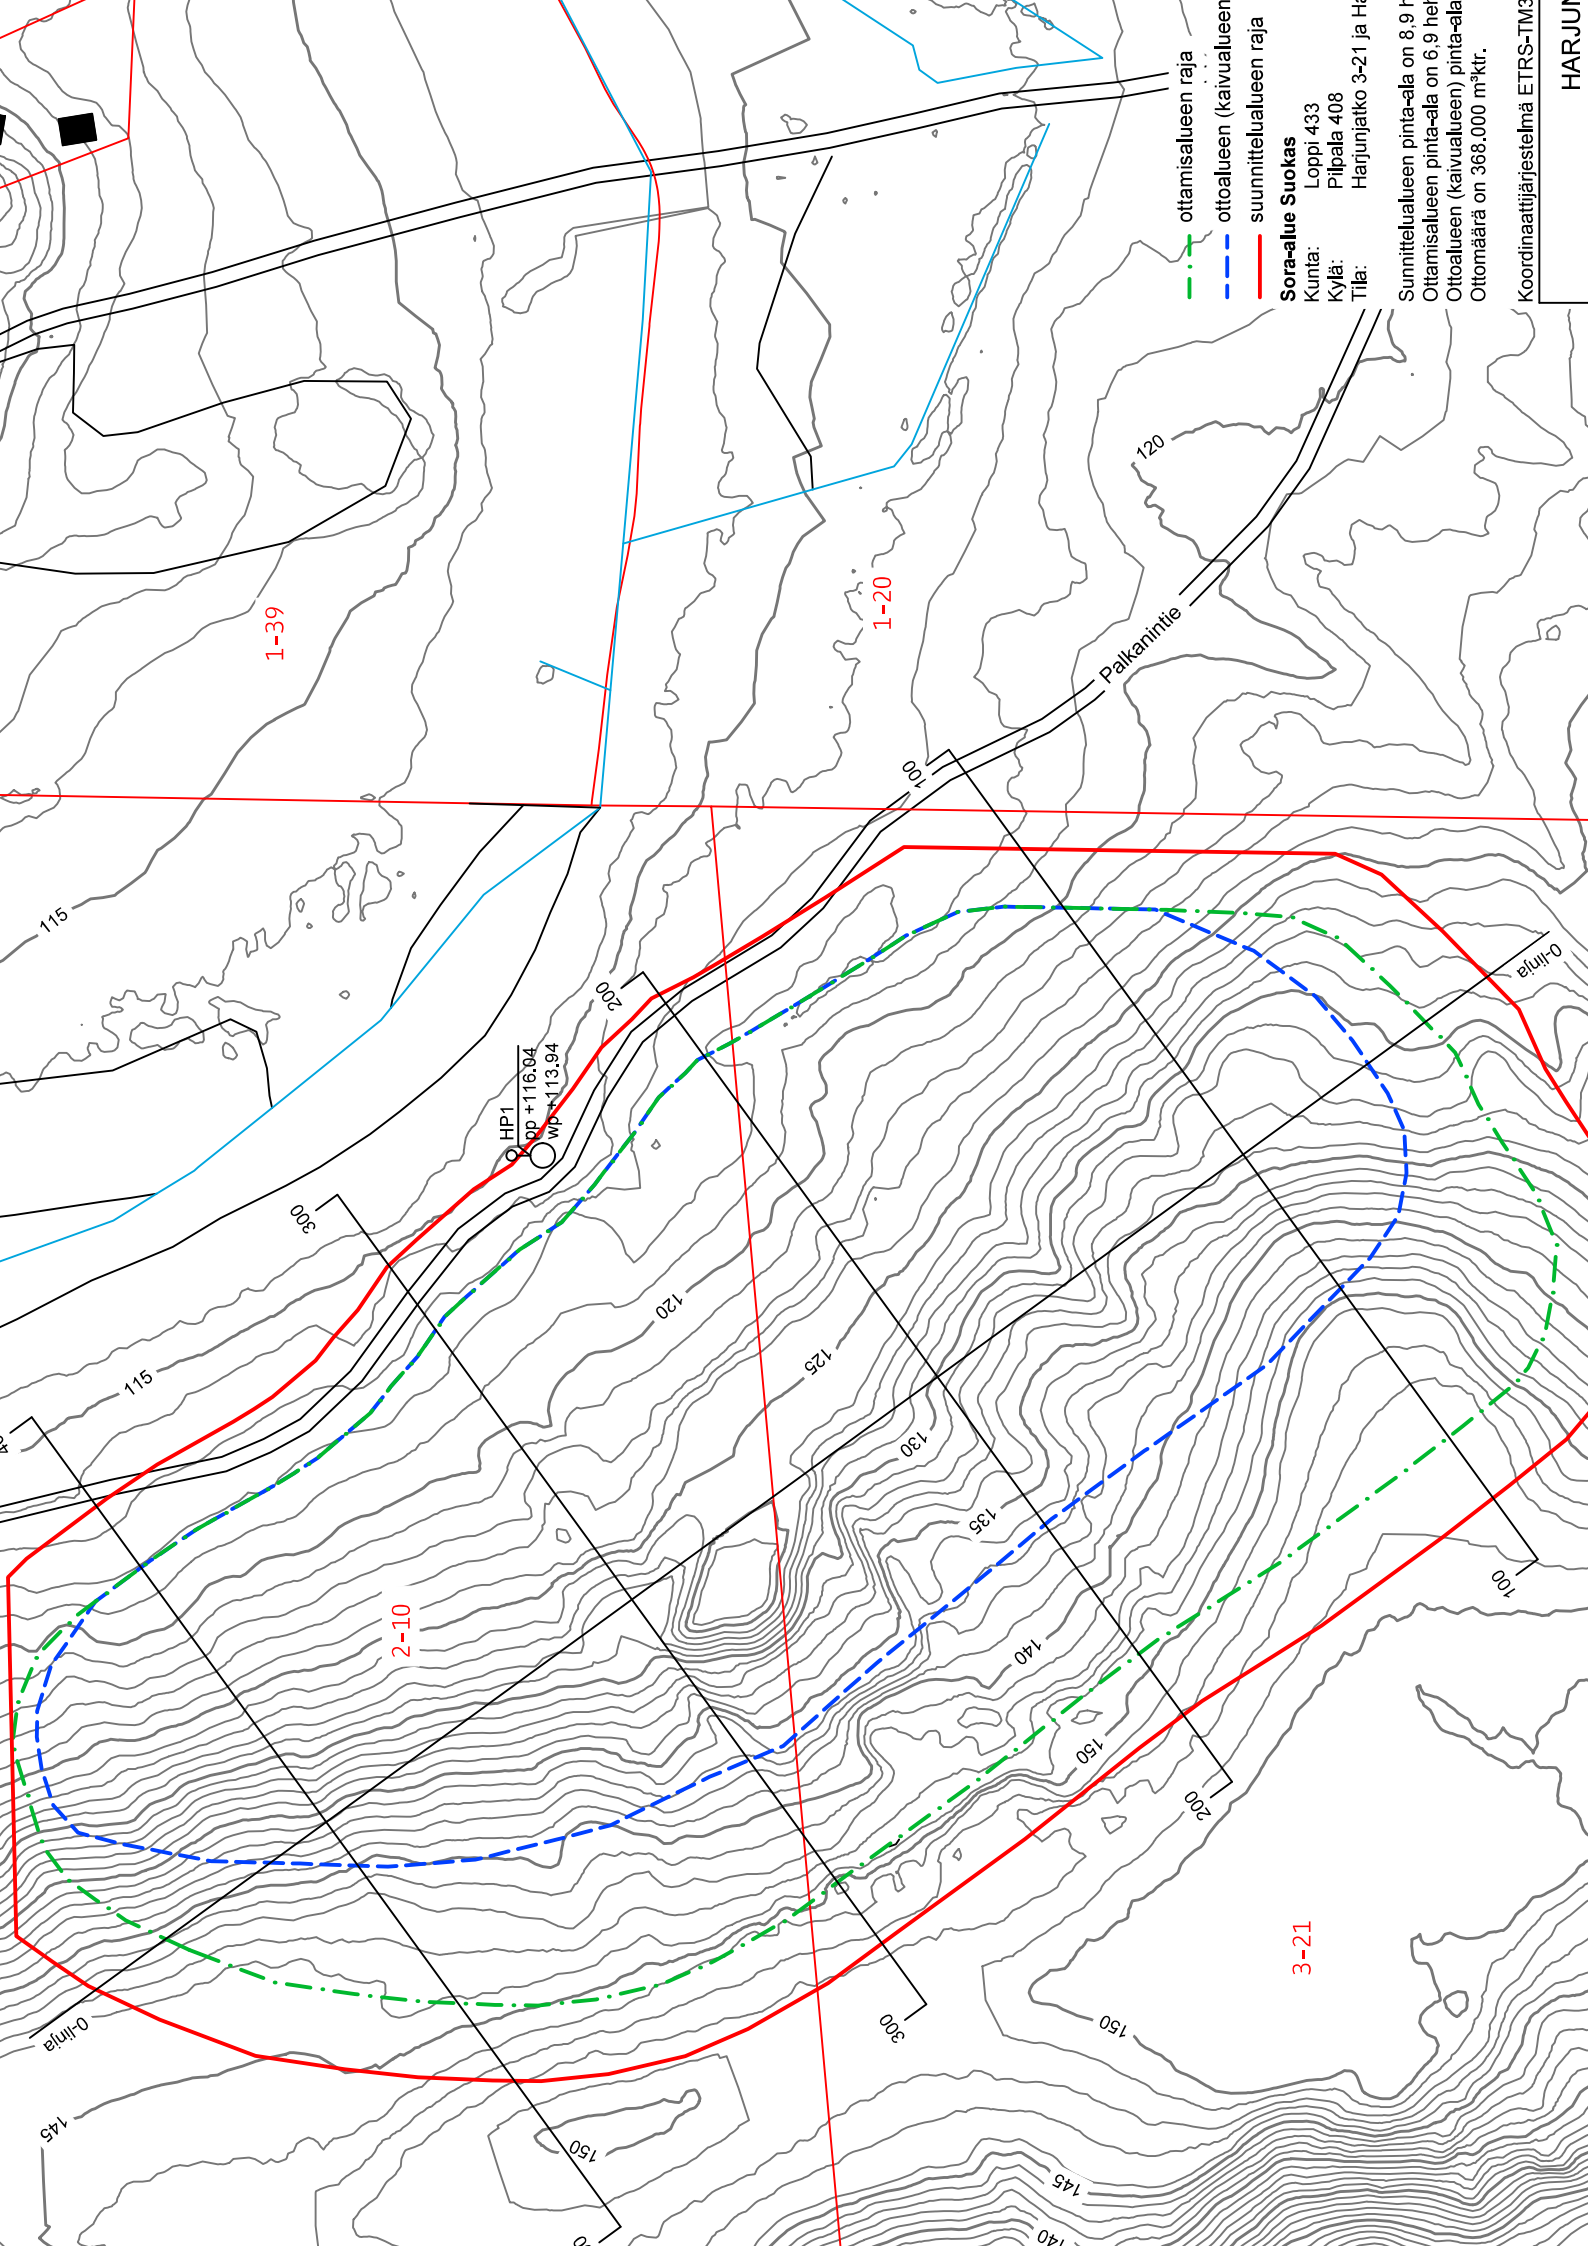 ottamisalueen raja
ottoalueen (kaivualueen
suunnittelualueen raja
Sora-alue Suokas
Kunta: Loppi 433
Kylä: Pilpala 408
Tila: Harjunjatko 3-21 ja Ha
Sunnittelualueen pinta-ala on 8,9 h
Ottamisalueen pinta-ala on 6,9 heh
Ottoalueen (kaivualueen) pinta-ala
Ottomäärä on 368.000 m³ktr.
Koordinaattijärjestelmä ETRS-TM3
HARJUN
1-39
1-20
120
Palkanintie
115
100
200
HP1
pp +116.04
wp +113.94
300
115
120
125
130
135
140
150
0-linja
2-10
100
200
300
0-linja
3-21
150
145
150
145
140